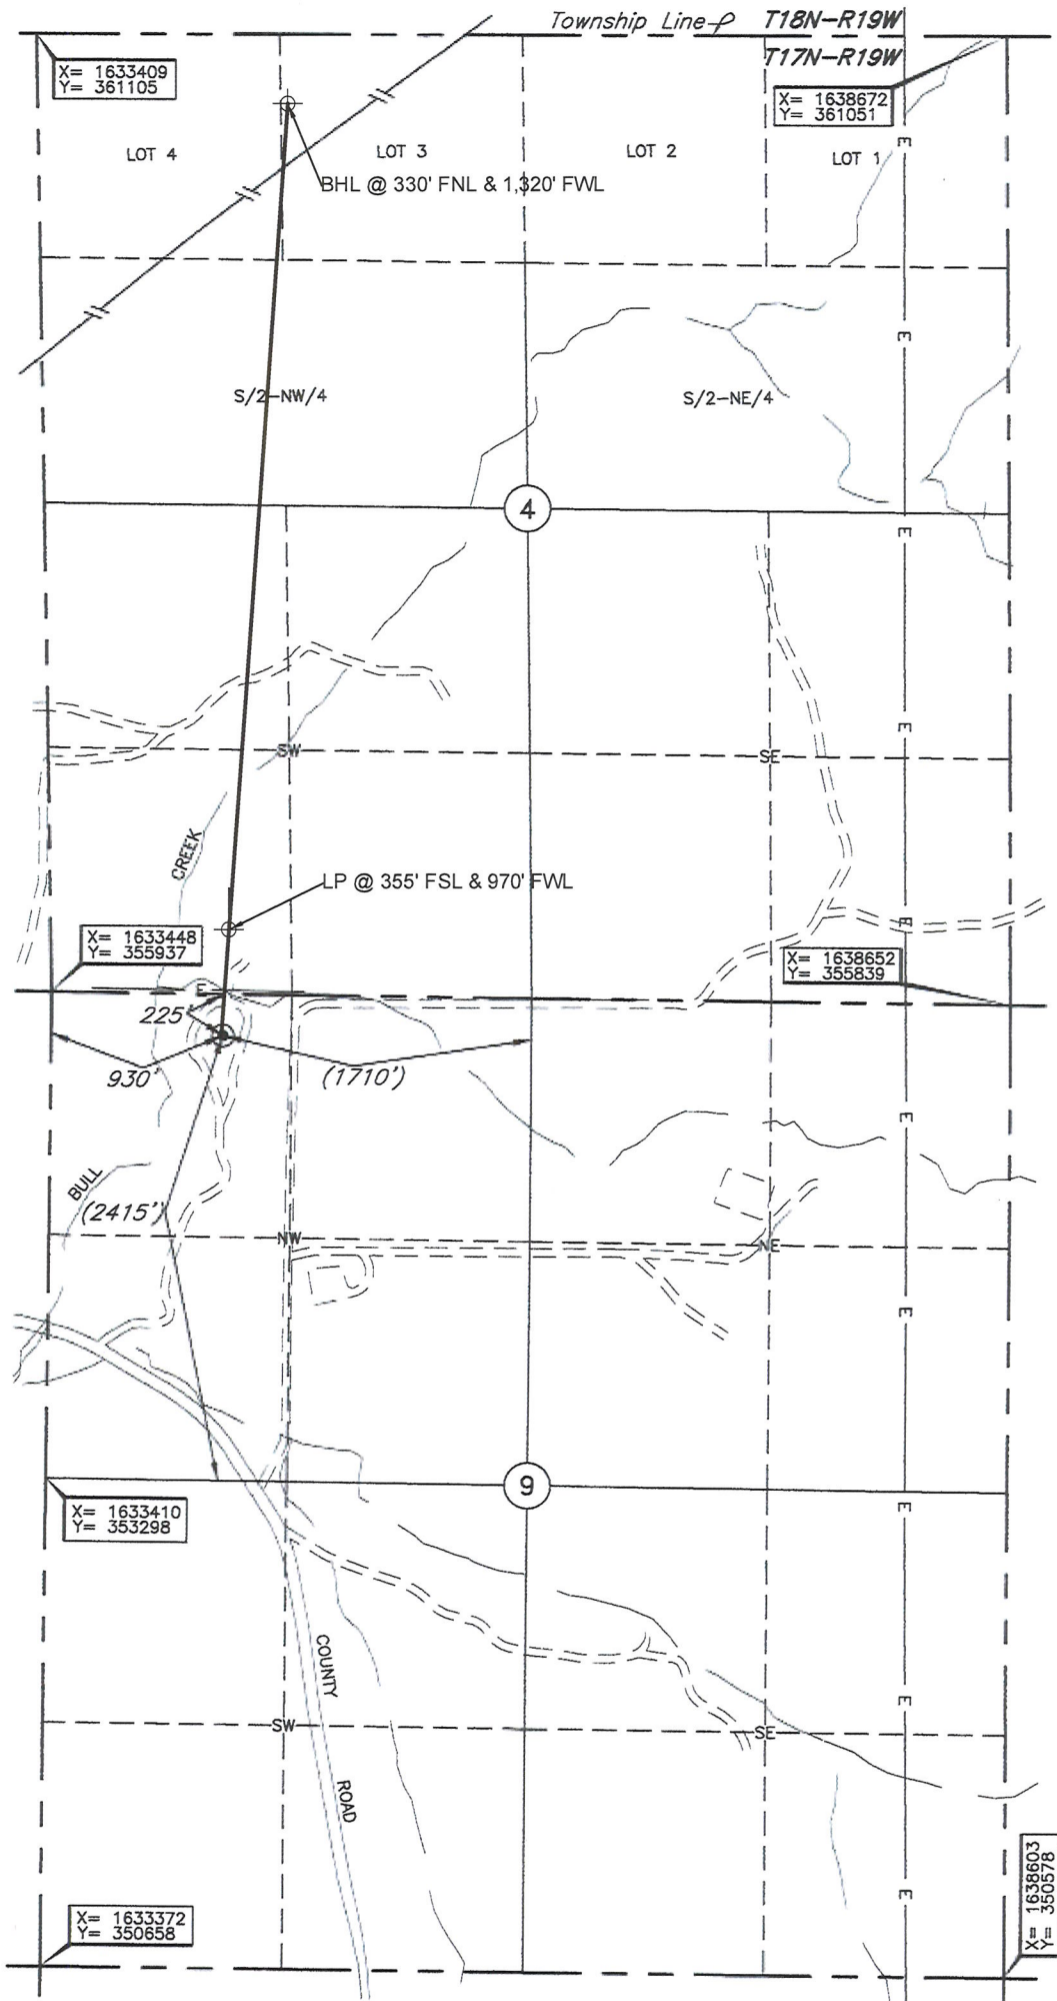 Township Line
T18N-R19W
T17N-R19W
X= 1633409
Y= 361105
X= 1638672
Y= 361051
LOT 4
LOT 3
LOT 2
LOT 1
E
BHL @ 330' FNL & 1,320' FWL
E
S/2-NW/4
S/2-NE/4
4
E
E
SW
SE
CREEK
LP @ 355' FSL & 970' FWL
E
X= 1633448
Y= 355937
X= 1638652
Y= 355839
E
225'
930'
(1710')
E
BULL
(2415')
NW
NE
E
9
X= 1633410
Y= 353298
E
COUNTY
E
SW
SE
ROAD
E
X= 1633372
Y= 350658
X= 1638603
Y= 350578